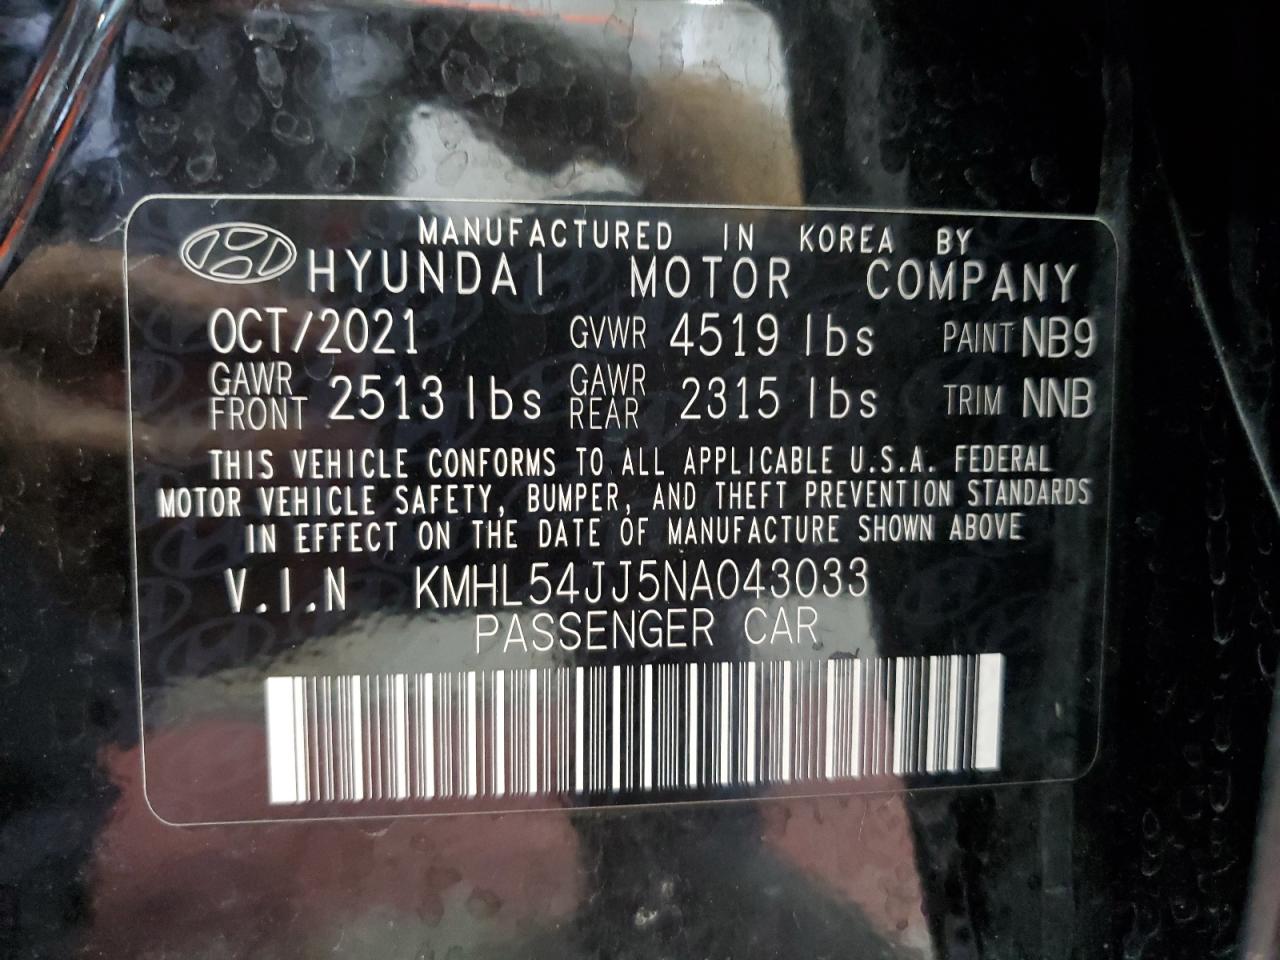 MANUFACTURED IN KOREA BY
HYUNDAI MOTOR COMPANY
OCT/2021 GVWR 4519 lbs PAINT NB9
GAWR FRONT 2513 lbs GAWR REAR 2315 lbs TRIM NNB
THIS VEHICLE CONFORMS TO ALL APPLICABLE U.S.A. FEDERAL
MOTOR VEHICLE SAFETY, BUMPER, AND THEFT PREVENTION STANDARDS
IN EFFECT ON THE DATE OF MANUFACTURE SHOWN ABOVE
V.I.N KMHL54JJ5NA043033
PASSENGER CAR